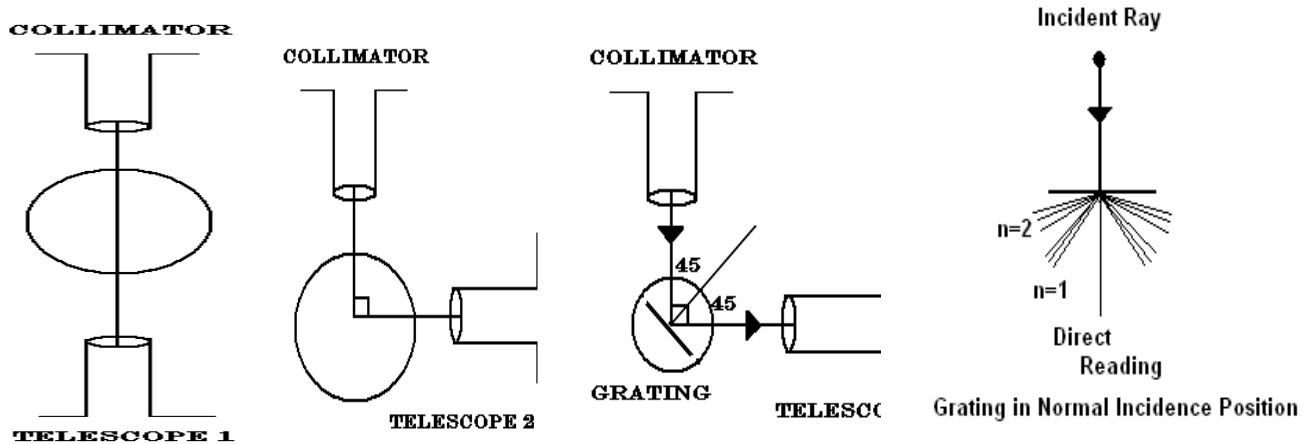 COLLIMATOR
TELESCOPE 1
COLLIMATOR
TELESCOPE 2
COLLIMATOR
45
45
GRATING
TELESCO
Incident Ray
n=2
n=1
Direct
Reading
Grating in Normal Incidence Position